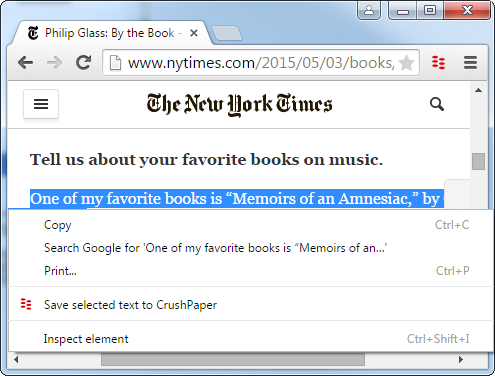 Philip Glass: By the Book -
www.nytimes.com/2015/05/03/books,
The New York Times
Tell us about your favorite books on music.
One of my favorite books is “Memoirs of an Amnesiac,” by
Copy Ctrl+C
Search Google for 'One of my favorite books is “Memoirs of an...'
Print... Ctrl+P
Save selected text to CrushPaper
Inspect element Ctrl+Shift+I